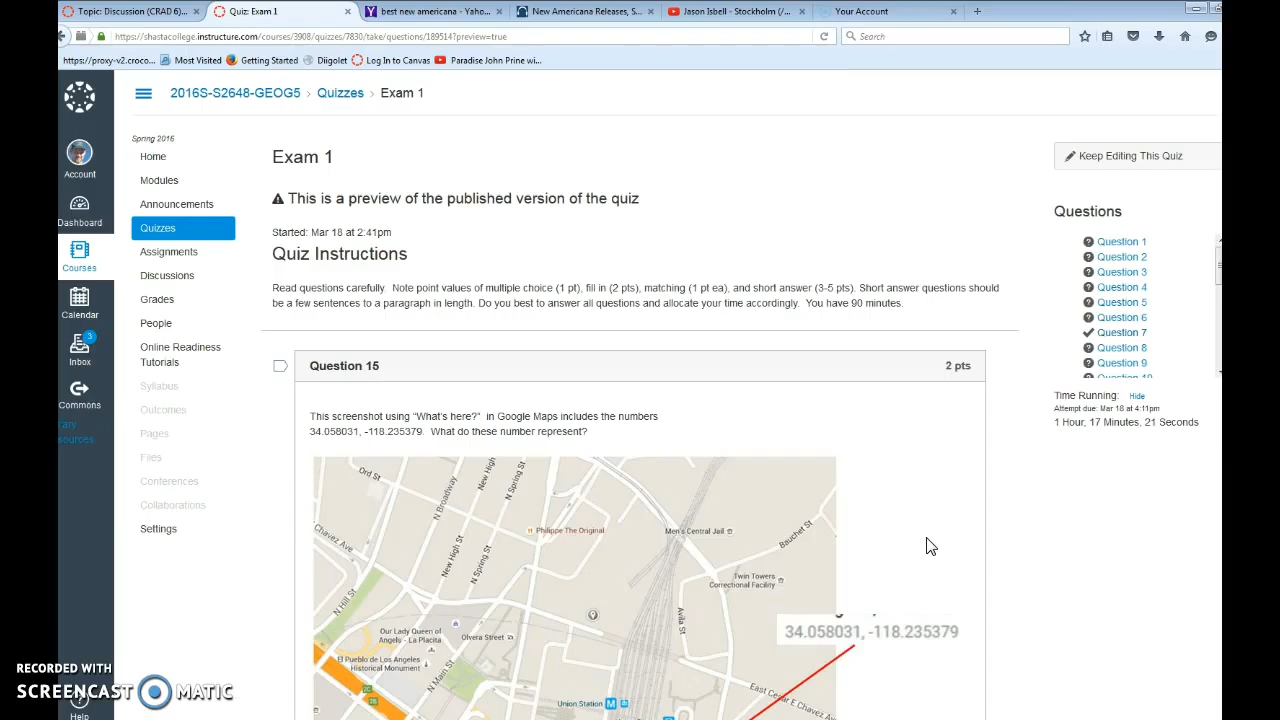 Topic: Discussion (CRAD 6)...
Quiz: Exam 1
best new americana - Yaho...
New Americana Releases, S...
Jason Isbell - Stockholm (/...
Your Account
https://shastacollege.instructure.com/courses/3908/quizzes/7830/take/questions/189514?preview=true
Search
https://proxy-v2.croco...
Most Visited
Getting Started
Diigolet
Log In to Canvas
Paradise John Prine wi...
2016S-S2648-GEOG5 › Quizzes › Exam 1
Account
Dashboard
Courses
Calendar
3
Inbox
Commons
rary
sources
Help
Spring 2016
Home
Modules
Announcements
Quizzes
Assignments
Discussions
Grades
People
Online Readiness
Tutorials
Syllabus
Outcomes
Pages
Files
Conferences
Collaborations
Settings
Exam 1
This is a preview of the published version of the quiz
Started: Mar 18 at 2:41pm
Quiz Instructions
Read questions carefully. Note point values of multiple choice (1 pt), fill in (2 pts), matching (1 pt ea), and short answer (3-5 pts). Short answer questions should
be a few sentences to a paragraph in length. Do you best to answer all questions and allocate your time accordingly. You have 90 minutes.
Question 15
2 pts
This screenshot using "What's here?" in Google Maps includes the numbers
34.058031, -118.235379. What do these number represent?
Ord St
N Broadway
New High
N Spring St
Chavez Ave
Philippe The Original
Men's Central Jail
Bauchet St
New High St
N Spring St
Twin Towers
Correctional Facility
N Hill St
Avila St
Our Lady Queen of
Angels - La Placita
Olvera Street
34.058031, -118.235379
El Pueblo de Los Angeles
Historical Monument
N Main St
Union Station
M
East Cesar E Chavez Ave
Keep Editing This Quiz
Questions
Question 1
Question 2
Question 3
Question 4
Question 5
Question 6
Question 7
Question 8
Question 9
Question 10
Time Running: Hide
Attempt due: Mar 18 at 4:11pm
1 Hour, 17 Minutes, 21 Seconds
RECORDED WITH
SCREENCAST MATIC